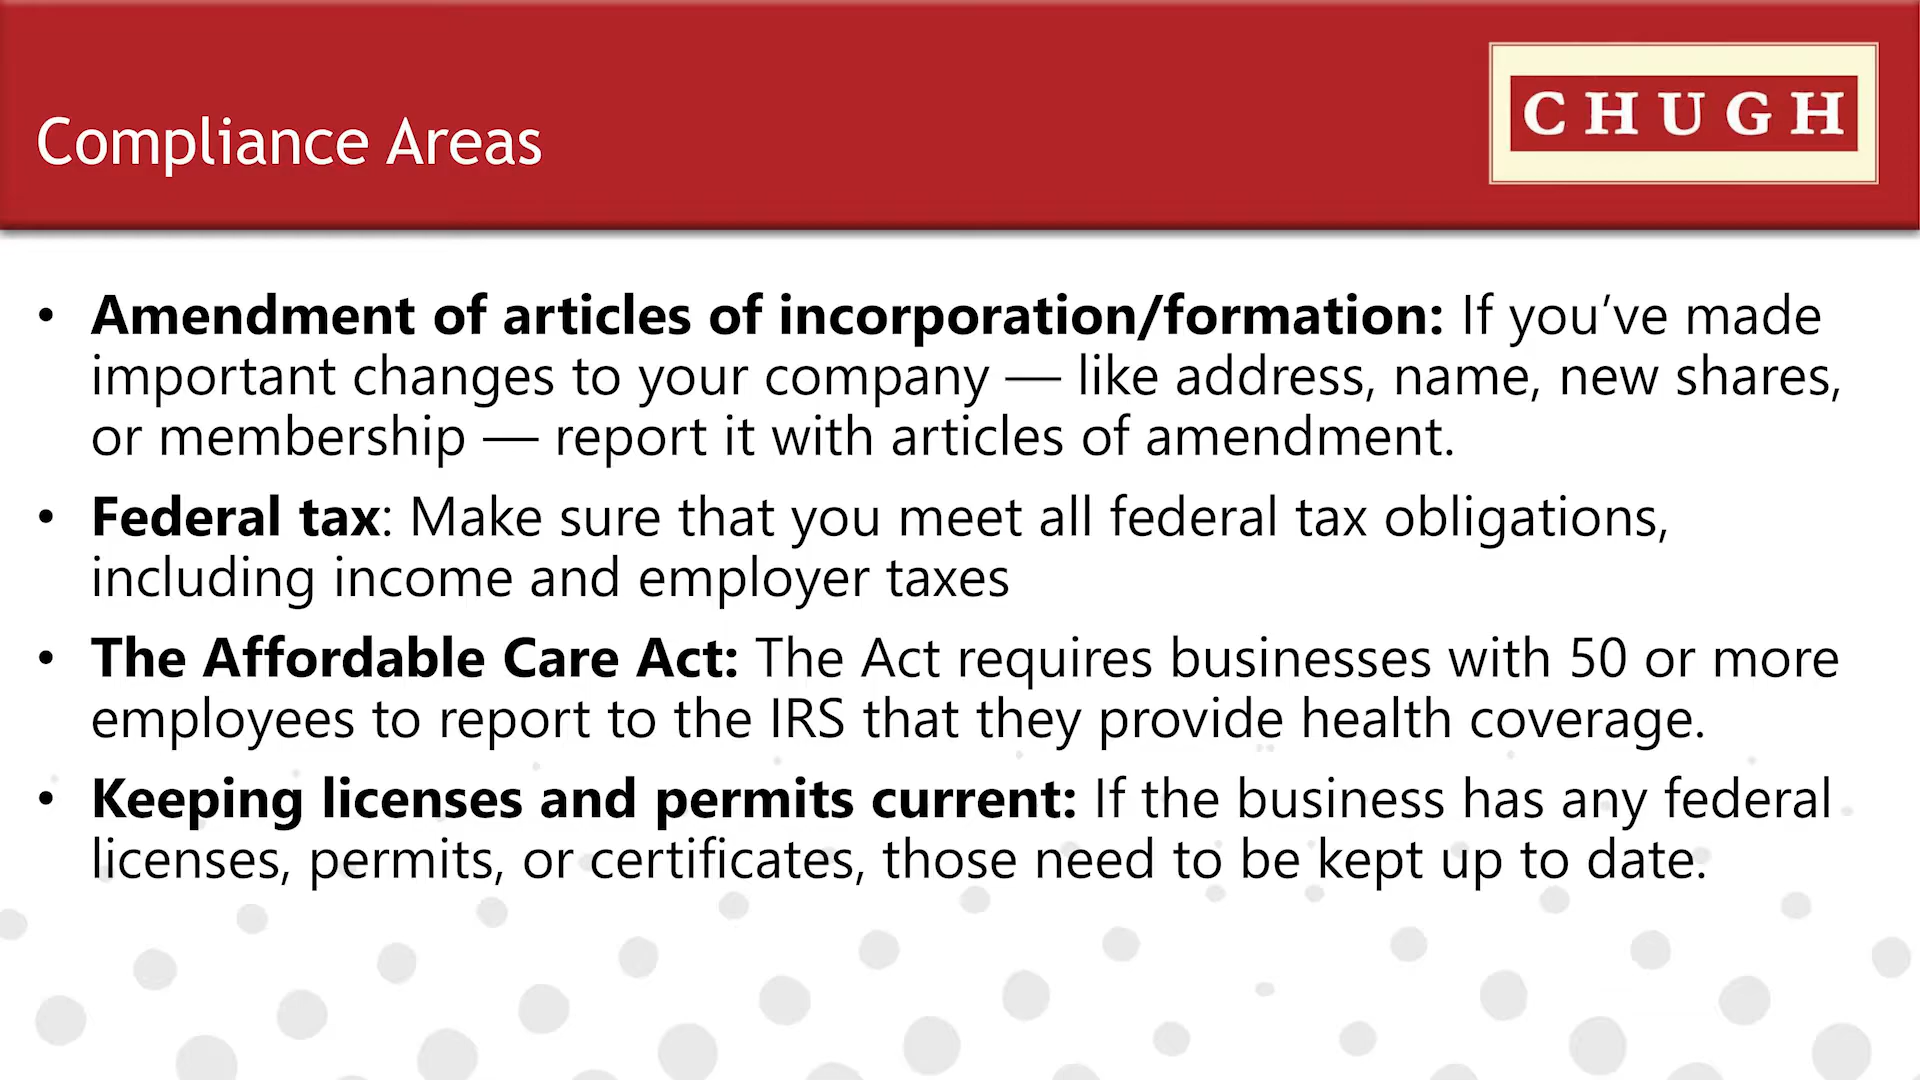 CHUGH
Compliance Areas
• Amendment of articles of incorporation/formation: If you’ve made
important changes to your company — like address, name, new shares,
or membership — report it with articles of amendment.
• Federal tax: Make sure that you meet all federal tax obligations,
including income and employer taxes
• The Affordable Care Act: The Act requires businesses with 50 or more
employees to report to the IRS that they provide health coverage.
• Keeping licenses and permits current: If the business has any federal
licenses, permits, or certificates, those need to be kept up to date.